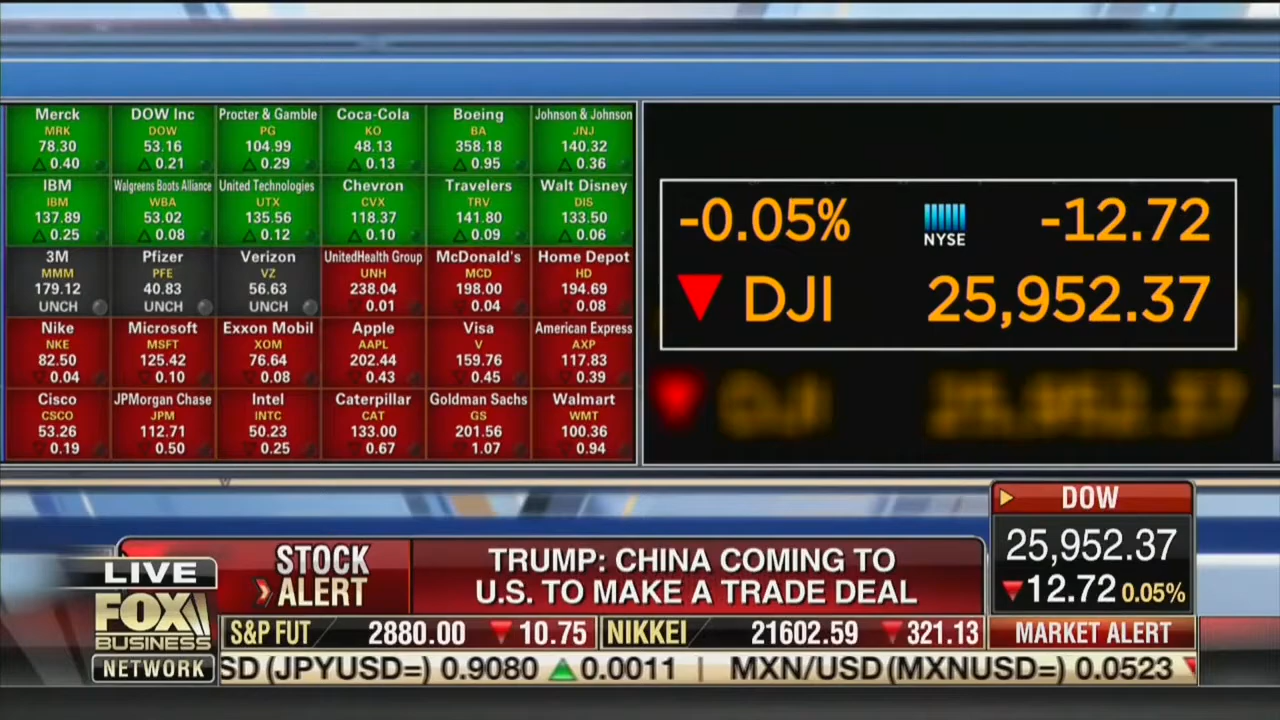 Merck DOW Inc Procter & Gamble Coca-Cola Boeing Johnson & Johnson
MRK DOW PG KO BA JNJ
78.30 53.16 104.99 48.13 358.18 140.32
△ 0.40 △ 0.21 △ 0.29 △ 0.13 △ 0.95 △ 0.36
IBM Walgreens Boots Alliance United Technologies Chevron Travelers Walt Disney
IBM WBA UTX CVX TRV DIS
137.89 53.02 135.56 118.37 141.80 133.50
△ 0.25 △ 0.08 △ 0.12 △ 0.10 △ 0.09 △ 0.06
3M Pfizer Verizon UnitedHealth Group McDonald's Home Depot
MMM PFE VZ UNH MCD HD
179.12 40.83 56.63 238.04 198.00 194.69
UNCH UNCH UNCH 0.01 0.04 0.08
Nike Microsoft Exxon Mobil Apple Visa American Express
NKE MSFT XOM AAPL V AXP
82.50 125.42 76.64 202.44 159.76 117.83
0.04 0.10 0.08 0.43 0.45 0.39
Cisco JPMorgan Chase Intel Caterpillar Goldman Sachs Walmart
CSCO JPM INTC CAT GS WMT
53.26 112.71 50.23 133.00 201.56 100.36
0.19 0.50 0.25 0.67 1.07 0.94
-0.05% NYSE -12.72
▼ DJI 25,952.37
DJI 25,952.37
DOW
25,952.37
▼12.72 0.05%
MARKET ALERT
STOCK
ALERT
TRUMP: CHINA COMING TO
U.S. TO MAKE A TRADE DEAL
LIVE
FOX
BUSINESS
NETWORK
S&P FUT 2880.00 ▼ 10.75 NIKKEI 21602.59 ▼ 321.13
SD (JPYUSD=) 0.9080 ▲ 0.0011 | MXN/USD (MXNUSD=) 0.0523 ▼